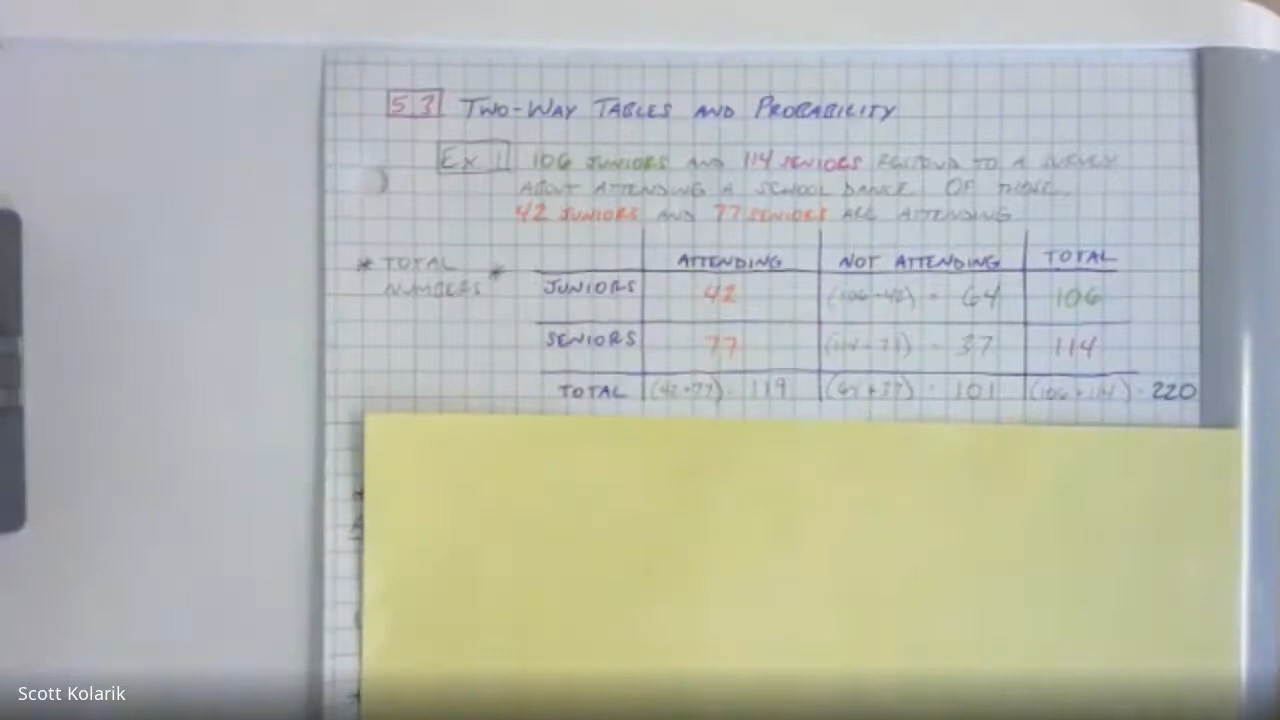 5.3 TWO-WAY TABLES AND PROBABILITY
Ex 1 106 JUNIORS AND 114 SENIORS RESPOND TO A SURVEY
ABOUT ATTENDING A SCHOOL DANCE. OF THOSE,
42 JUNIORS AND 77 SENIORS ARE ATTENDING
* TOTAL NUMBERS *
ATTENDING NOT ATTENDING TOTAL
JUNIORS 42 (106-42) = 64 106
SENIORS 77 (114-77) = 37 114
TOTAL (42+77) = 119 (64+37) = 101 (106+114) = 220
Scott Kolarik